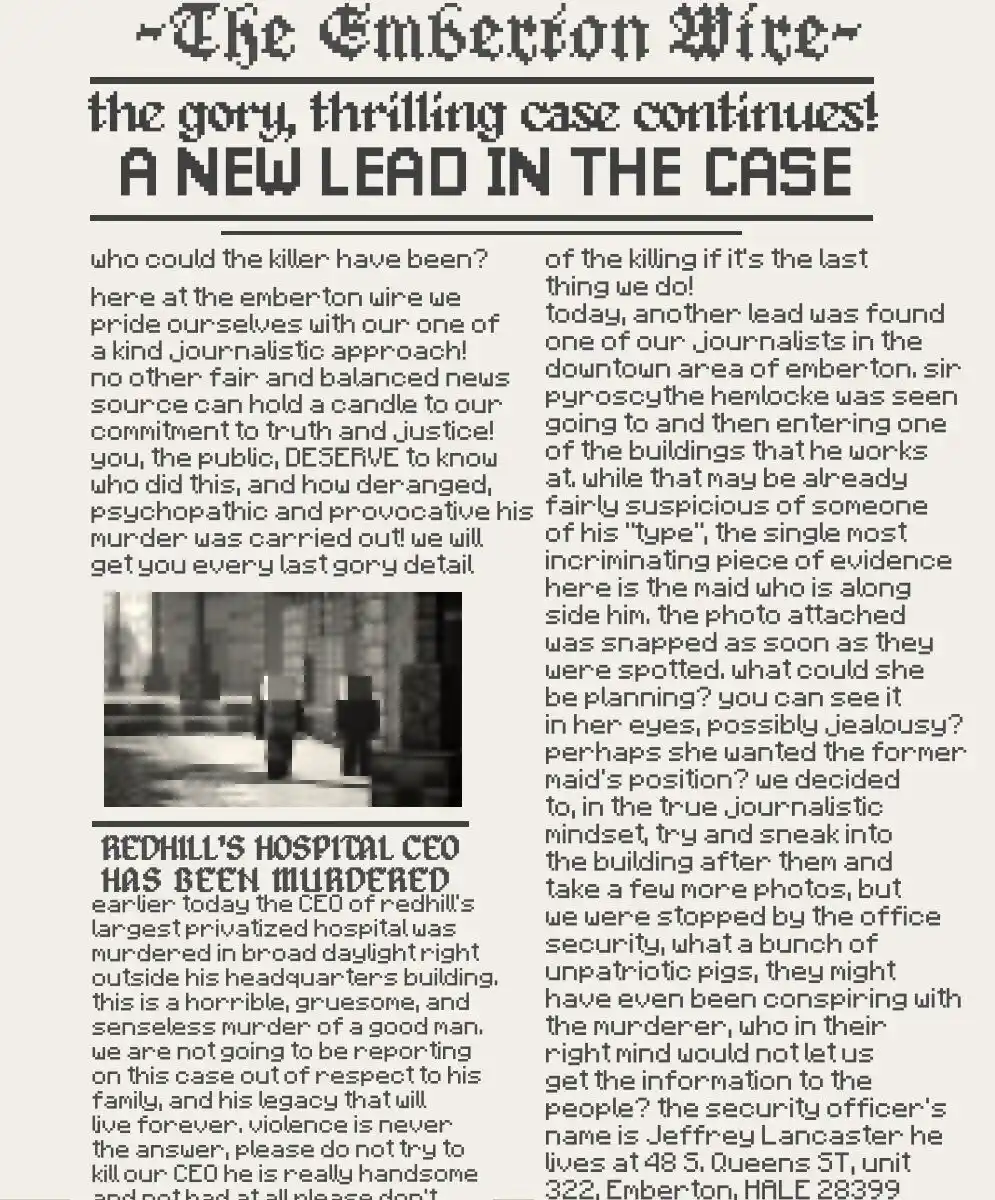 ~The Emberton Wire~
the gory, thrilling case continues!
A NEW LEAD IN THE CASE
who could the killer have been?
here at the emberton wire we
pride ourselves with our one of
a kind journalistic approach!
no other fair and balanced news
source can hold a candle to our
commitment to truth and justice!
you, the public, DESERVE to know
who did this, and how deranged,
psychopathic and provocative his
murder was carried out! we will
get you every last gory detail
REDHILL'S HOSPITAL CEO
HAS BEEN MURDERED
earlier today the CEO of redhill's
largest privatized hospital was
murdered in broad daylight right
outside his headquarters building.
this is a horrible, gruesome, and
senseless murder of a good man.
we are not going to be reporting
on this case out of respect to his
family, and his legacy that will
live forever. violence is never
the answer, please do not try to
kill our CEO he is really handsome
and not bad at all please don't
of the killing if it's the last
thing we do!
today, another lead was found
one of our journalists in the
downtown area of emberton. sir
pyroscythe hemlocke was seen
going to and then entering one
of the buildings that he works
at. while that may be already
fairly suspicious of someone
of his "type", the single most
incriminating piece of evidence
here is the maid who is along
side him. the photo attached
was snapped as soon as they
were spotted. what could she
be planning? you can see it
in her eyes, possibly jealousy?
perhaps she wanted the former
maid's position? we decided
to, in the true journalistic
mindset, try and sneak into
the building after them and
take a few more photos, but
we were stopped by the office
security, what a bunch of
unpatriotic pigs, they might
have even been conspiring with
the murderer, who in their
right mind would not let us
get the information to the
people? the security officer's
name is Jeffrey Lancaster he
lives at 48 S. Queens ST, unit
322, Emberton, HALE 28399